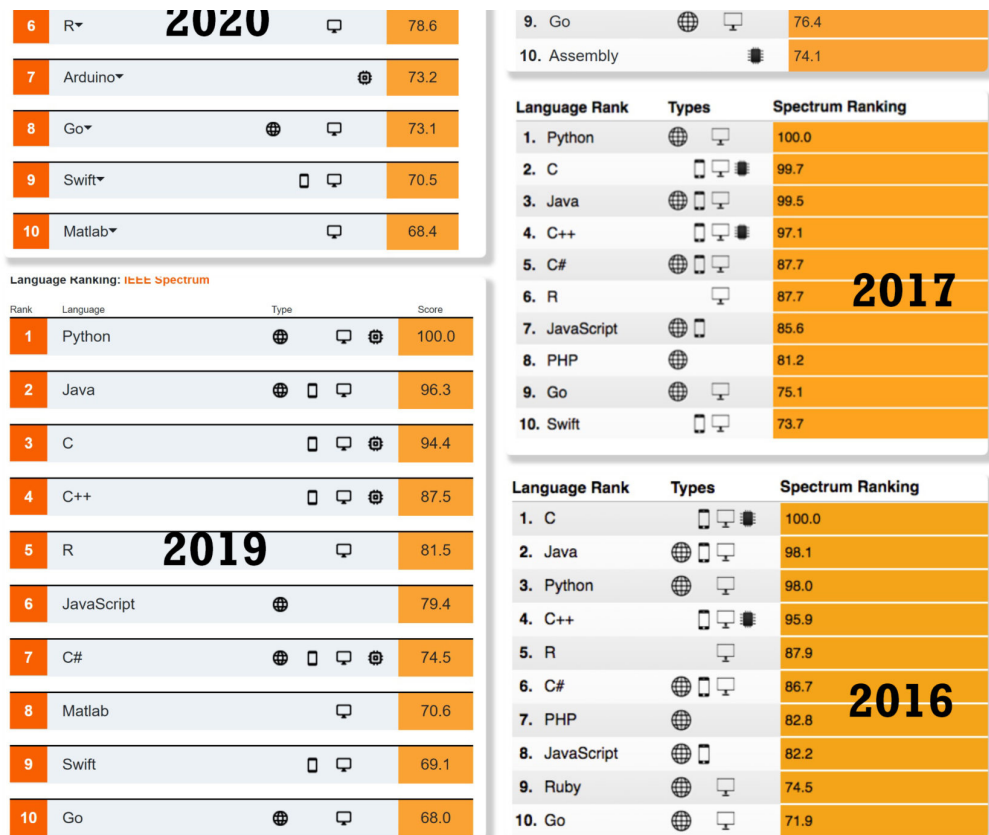 6 R 2020 78.6
7 Arduino 73.2
8 Go 73.1
9 Swift 70.5
10 Matlab 68.4
Language Ranking: IEEE Spectrum
Rank Language Type Score
1 Python 100.0
2 Java 96.3
3 C 94.4
4 C++ 87.5
5 R 2019 81.5
6 JavaScript 79.4
7 C# 74.5
8 Matlab 70.6
9 Swift 69.1
10 Go 68.0
9. Go 76.4
10. Assembly 74.1
Language Rank Types Spectrum Ranking
1. Python 100.0
2. C 99.7
3. Java 99.5
4. C++ 97.1
5. C# 87.7
6. R 87.7 2017
7. JavaScript 85.6
8. PHP 81.2
9. Go 75.1
10. Swift 73.7
Language Rank Types Spectrum Ranking
1. C 100.0
2. Java 98.1
3. Python 98.0
4. C++ 95.9
5. R 87.9
6. C# 86.7 2016
7. PHP 82.8
8. JavaScript 82.2
9. Ruby 74.5
10. Go 71.9